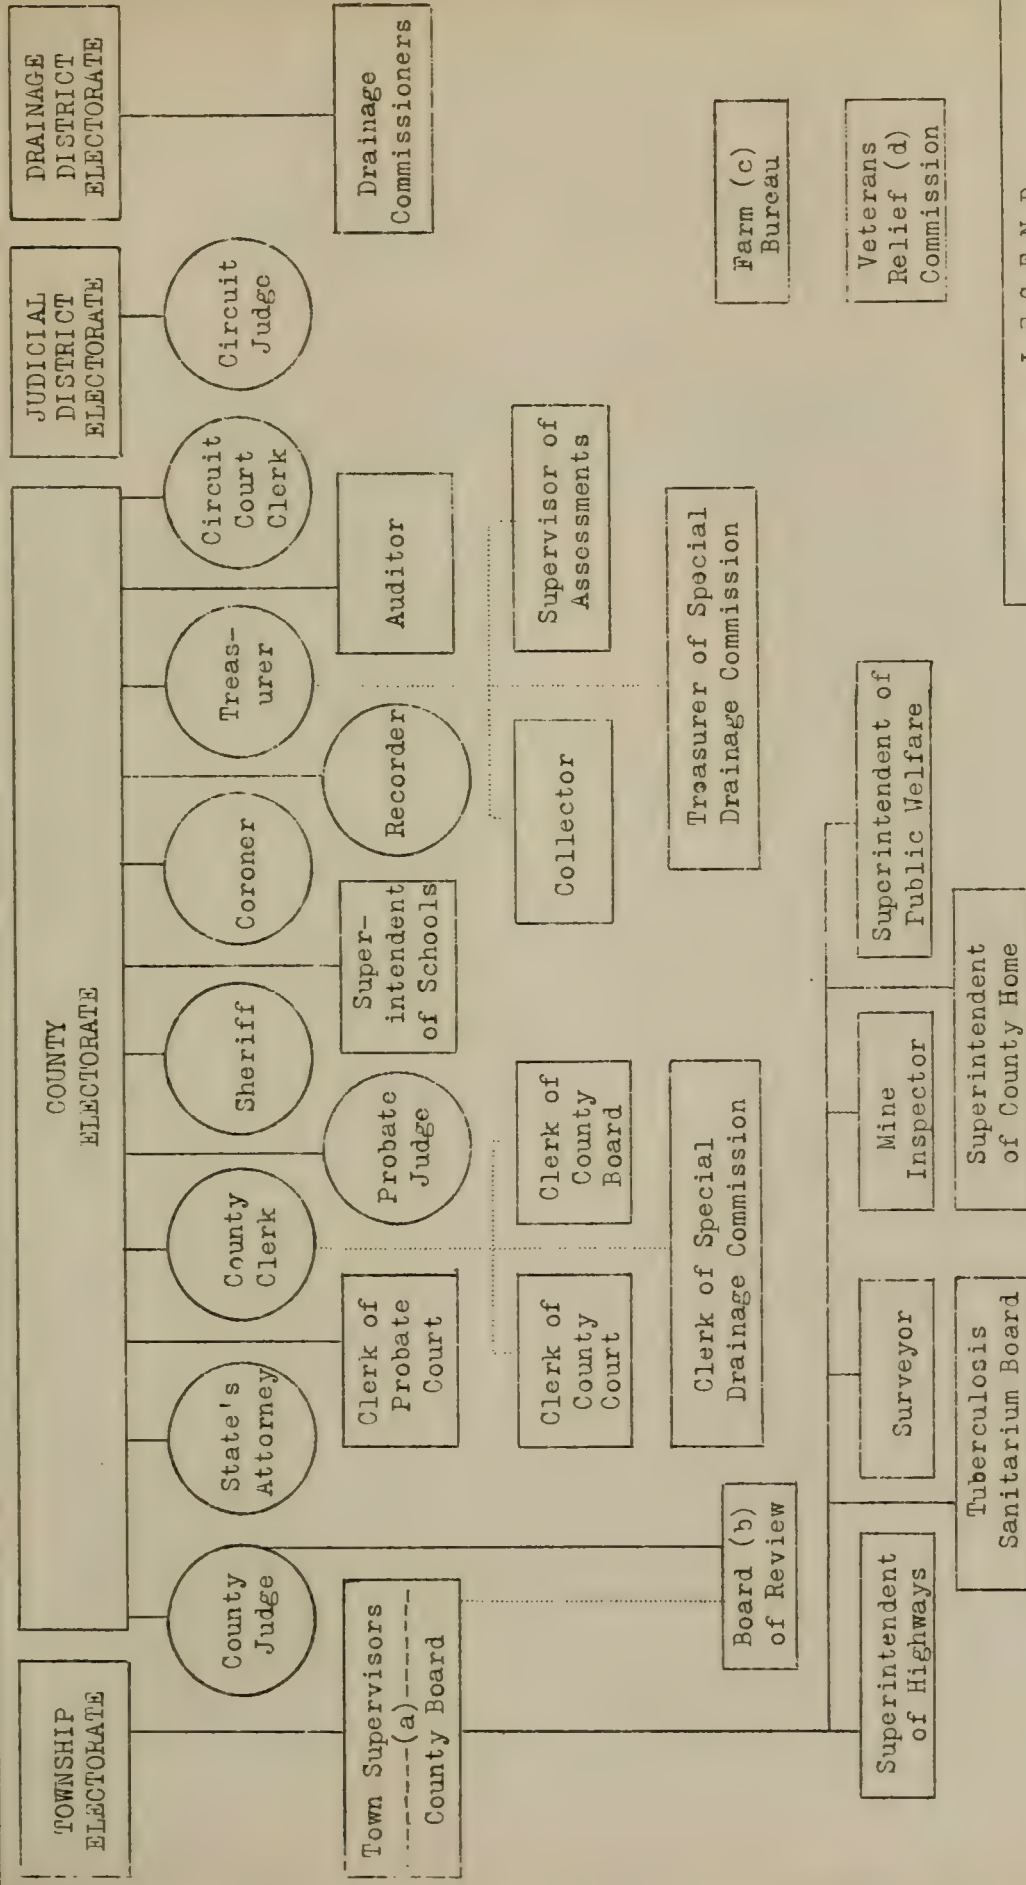 TOWNSHIP
ELECTORATE
COUNTY
ELECTORATE
JUDICIAL
DISTRICT
ELECTORATE
DRAINAGE
DISTRICT
ELECTORATE
County
Judge
State's
Attorney
County
Clerk
Sheriff
Coroner
Treas-
urer
Circuit
Court
Clerk
Circuit
Judge
Town Supervisors
------(a)------
County Board
Clerk of
Probate
Court
Probate
Judge
Super-
intendent
of Schools
Recorder
Auditor
Drainage
Commissioners
Clerk of
County
Court
Clerk of
County
Board
Collector
Supervisor of
Assessments
Clerk of Special
Drainage Commission
Treasurer of Special
Drainage Commission
Board (b)
of Review
Farm (c)
Bureau
Superintendent
of Highways
Surveyor
Mine
Inspector
Superintendent of
Public Welfare
Veterans
Relief (d)
Commission
Tuberculosis
Sanitarium Board
Superintendent
of County Home